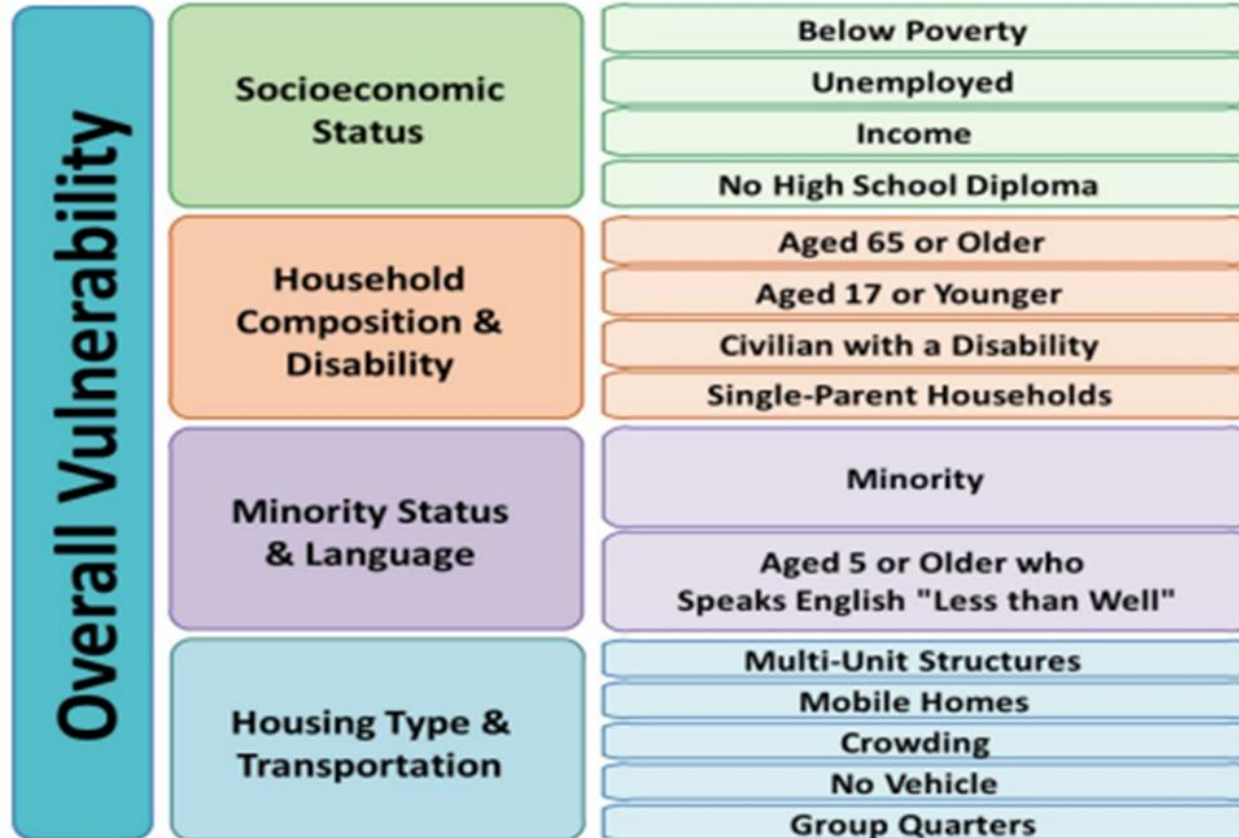 Overall Vulnerability
Socioeconomic
Status
Below Poverty
Unemployed
Income
No High School Diploma
Household
Composition &
Disability
Aged 65 or Older
Aged 17 or Younger
Civilian with a Disability
Single-Parent Households
Minority Status
& Language
Minority
Aged 5 or Older who
Speaks English "Less than Well"
Housing Type &
Transportation
Multi-Unit Structures
Mobile Homes
Crowding
No Vehicle
Group Quarters